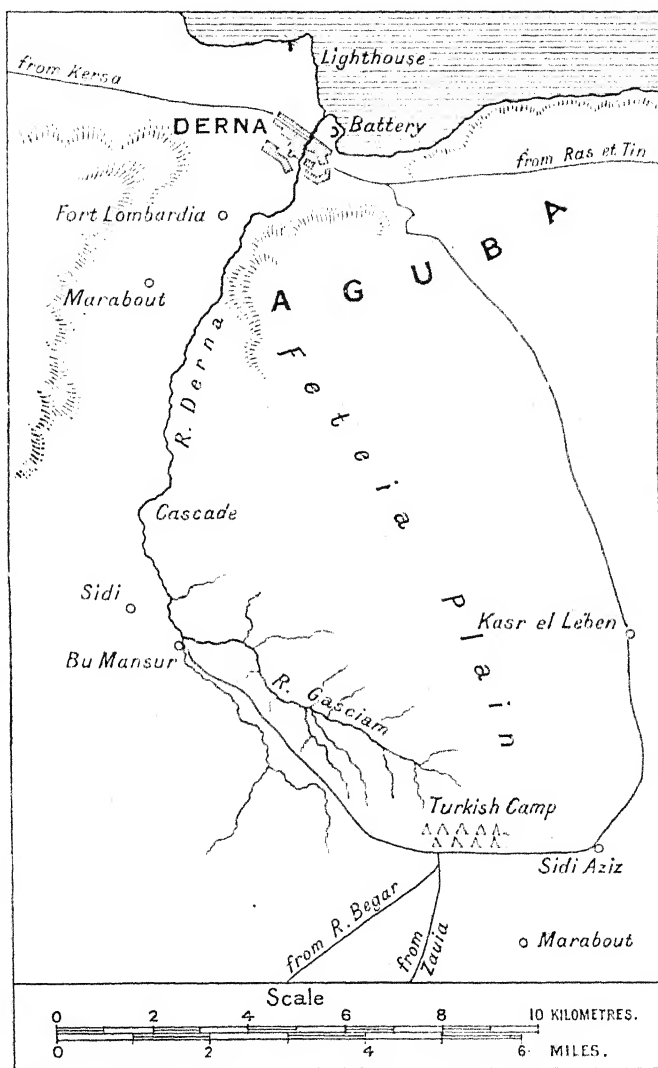 Lighthouse
from Kersa
DERNA
Battery
from Ras et Tin
Fort Lombardia
AGUBA
Marabout
R. Derna
Feteia Plain
Cascade
Sidi
Kasr el Leben
Bu Mansur
R. Gasciam
Turkish Camp
Sidi Aziz
from R. Begar
from Zauia
Marabout
Scale
0 2 4 6 8 10 KILOMETRES.
0 2 4 6 MILES.